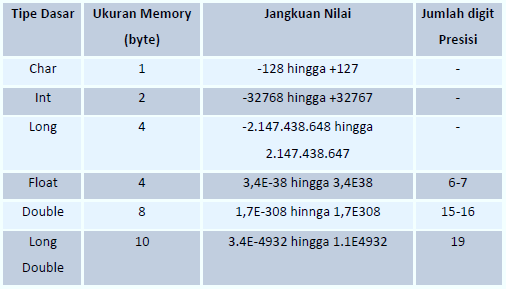 Tipe Dasar Ukuran Memory Jangkuan Nilai Jumlah digit
(byte) Presisi
Char 1 -128 hingga +127 -
Int 2 -32768 hingga +32767 -
Long 4 -2.147.438.648 hingga -
2.147.438.647
Float 4 3,4E-38 hingga 3,4E38 6-7
Double 8 1,7E-308 hinnga 1,7E308 15-16
Long 10 3.4E-4932 hingga 1.1E4932 19
Double